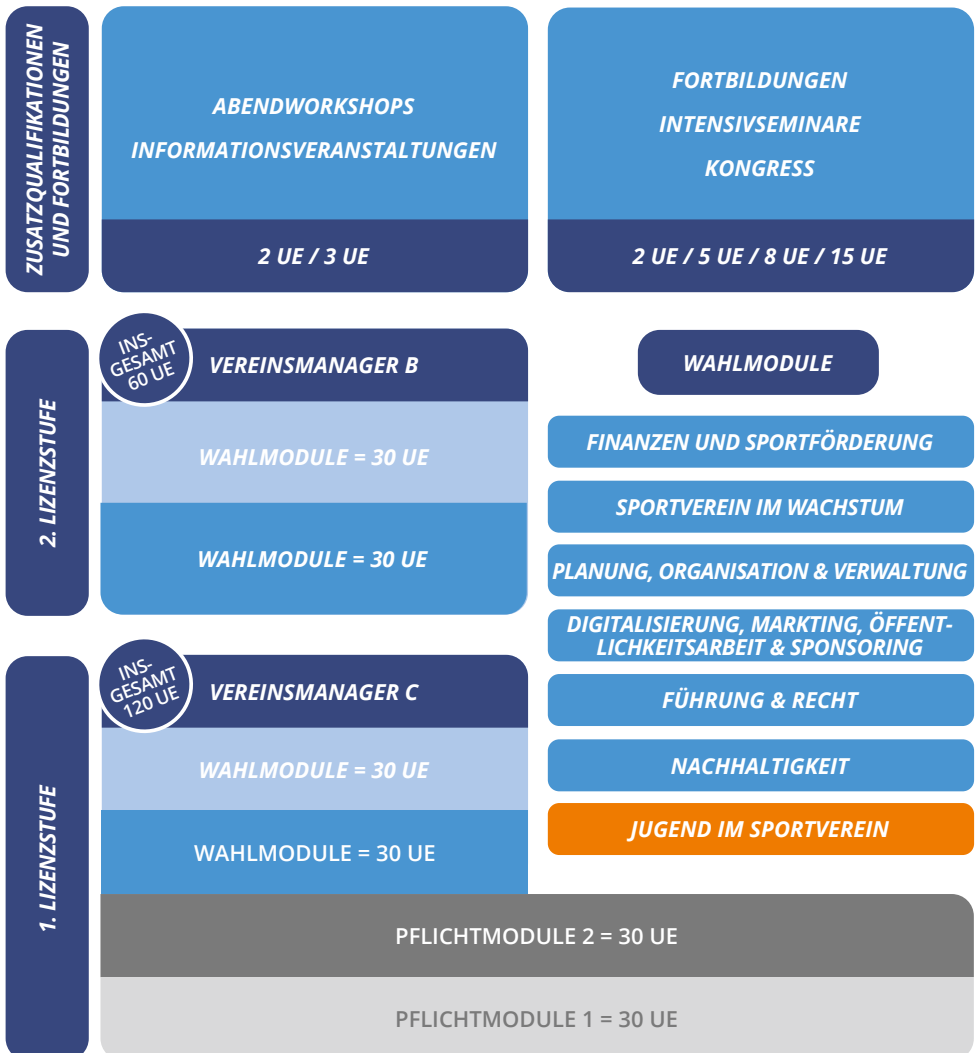 ZUSATZQUALIFIKATIONEN
UND FORTBILDUNGEN
ABENDWORKSHOPS
INFORMATIONSVERANSTALTUNGEN
2 UE / 3 UE
FORTBILDUNGEN
INTENSIVSEMINARE
KONGRESS
2 UE / 5 UE / 8 UE / 15 UE
2. LIZENZSTUFE
INS-
GESAMT
60 UE
VEREINSMANAGER B
WAHLMODULE = 30 UE
WAHLMODULE = 30 UE
WAHLMODULE
FINANZEN UND SPORTFÖRDERUNG
SPORTVEREIN IM WACHSTUM
PLANUNG, ORGANISATION & VERWALTUNG
DIGITALISIERUNG, MARKTING, ÖFFENT-
LICHKEITSARBEIT & SPONSORING
FÜHRUNG & RECHT
NACHHALTIGKEIT
JUGEND IM SPORTVEREIN
1. LIZENZSTUFE
INS-
GESAMT
120 UE
VEREINSMANAGER C
WAHLMODULE = 30 UE
WAHLMODULE = 30 UE
PFLICHTMODULE 2 = 30 UE
PFLICHTMODULE 1 = 30 UE